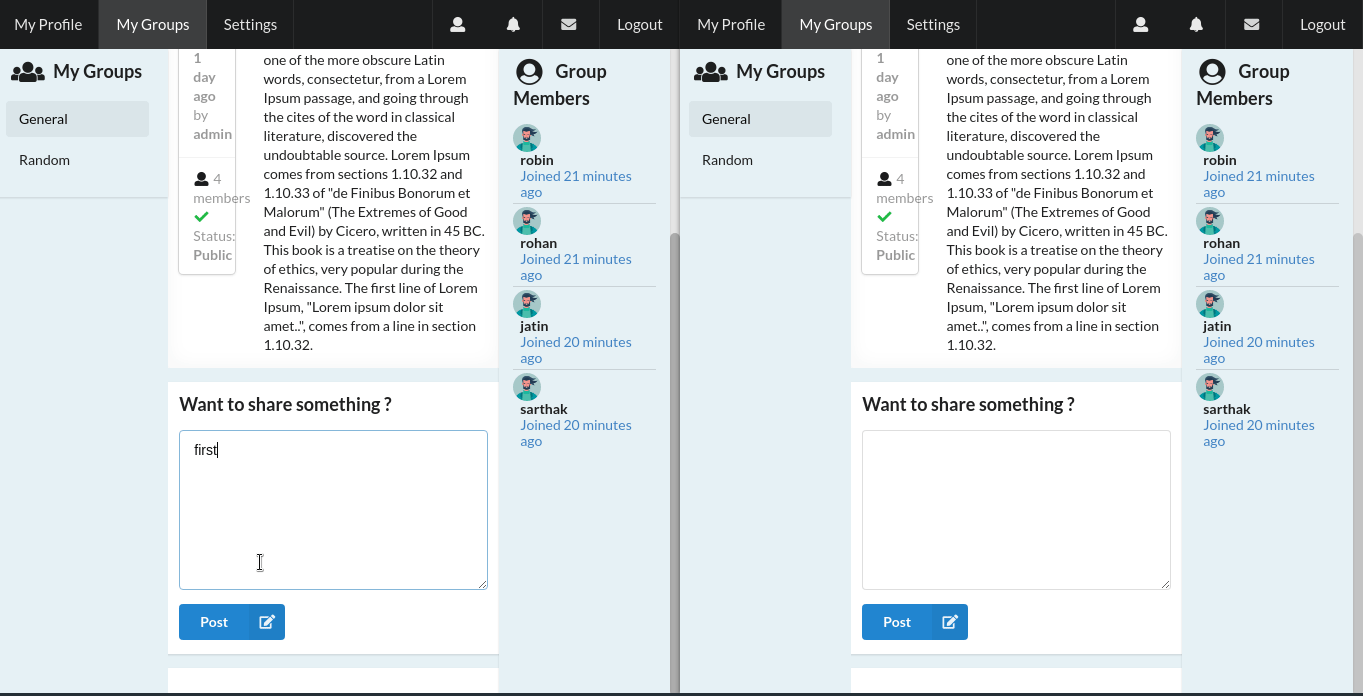 My Profile My Groups Settings Logout
My Groups
General
Random
1
day
ago
by
admin
4
members
Status:
Public
one of the more obscure Latin
words, consectetur, from a Lorem
Ipsum passage, and going through
the cites of the word in classical
literature, discovered the
undoubtable source. Lorem Ipsum
comes from sections 1.10.32 and
1.10.33 of "de Finibus Bonorum et
Malorum" (The Extremes of Good
and Evil) by Cicero, written in 45 BC.
This book is a treatise on the theory
of ethics, very popular during the
Renaissance. The first line of Lorem
Ipsum, "Lorem ipsum dolor sit
amet..", comes from a line in section
1.10.32.
Want to share something ?
first
Post
Group
Members
robin
Joined 21 minutes
ago
rohan
Joined 21 minutes
ago
jatin
Joined 20 minutes
ago
sarthak
Joined 20 minutes
ago
My Profile My Groups Settings Logout
My Groups
General
Random
1
day
ago
by
admin
4
members
Status:
Public
one of the more obscure Latin
words, consectetur, from a Lorem
Ipsum passage, and going through
the cites of the word in classical
literature, discovered the
undoubtable source. Lorem Ipsum
comes from sections 1.10.32 and
1.10.33 of "de Finibus Bonorum et
Malorum" (The Extremes of Good
and Evil) by Cicero, written in 45 BC.
This book is a treatise on the theory
of ethics, very popular during the
Renaissance. The first line of Lorem
Ipsum, "Lorem ipsum dolor sit
amet..", comes from a line in section
1.10.32.
Want to share something ?
Post
Group
Members
robin
Joined 21 minutes
ago
rohan
Joined 21 minutes
ago
jatin
Joined 20 minutes
ago
sarthak
Joined 20 minutes
ago